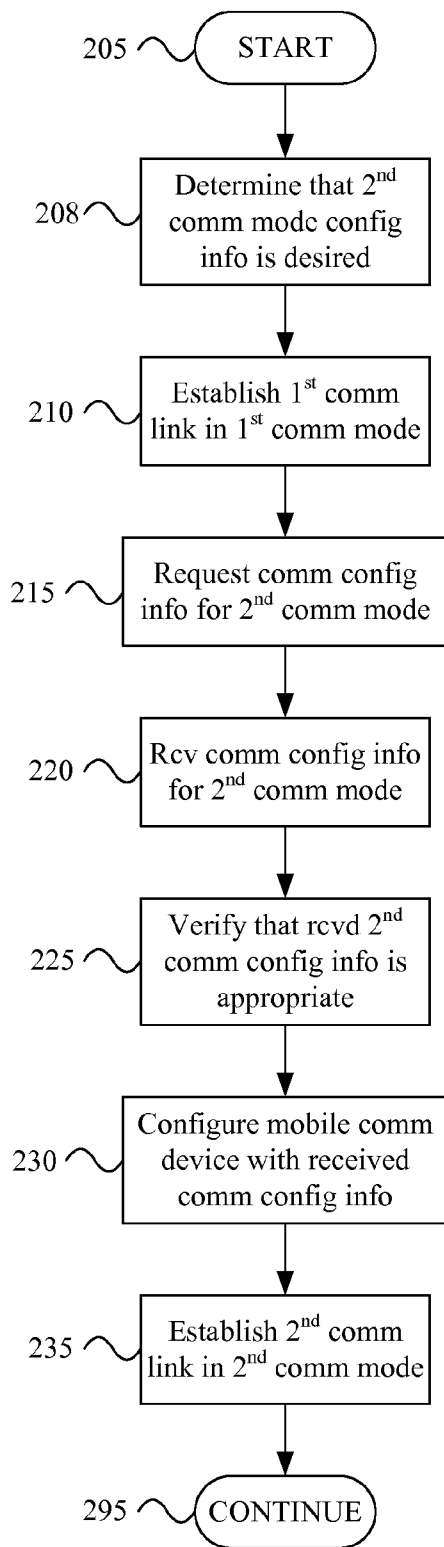 205
START
208
Determine that 2nd
comm mode config
info is desired
210
Establish 1st comm
link in 1st comm mode
215
Request comm config
info for 2nd comm mode
220
Rcv comm config info
for 2nd comm mode
225
Verify that rcvd 2nd
comm config info is
appropriate
230
Configure mobile comm
device with received
comm config info
235
Establish 2nd comm
link in 2nd comm mode
295
CONTINUE